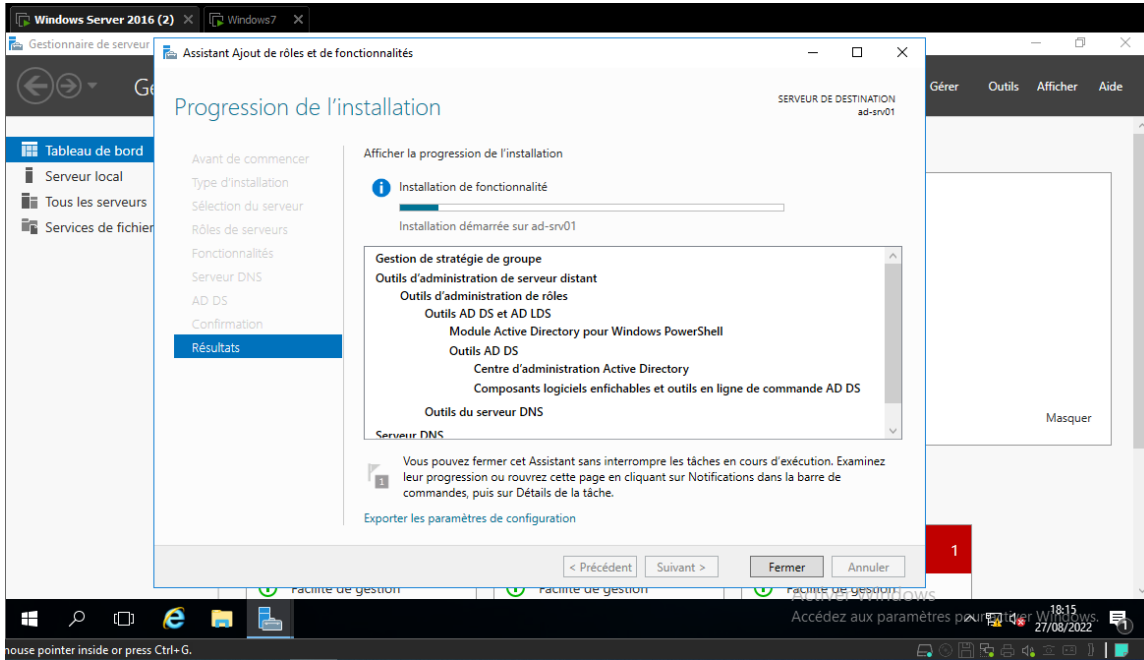 Windows Server 2016 (2)
Windows7
Gestionnaire de serveur
Assistant Ajout de rôles et de fonctionnalités
Gérer
Outils
Afficher
Aide
Progression de l'installation
SERVEUR DE DESTINATION
ad-srv01
Tableau de bord
Serveur local
Tous les serveurs
Services de fichier
Avant de commencer
Type d'installation
Sélection du serveur
Rôles de serveurs
Fonctionnalités
Serveur DNS
AD DS
Confirmation
Résultats
Afficher la progression de l'installation
Installation de fonctionnalité
Installation démarrée sur ad-srv01
Gestion de stratégie de groupe
Outils d'administration de serveur distant
Outils d'administration de rôles
Outils AD DS et AD LDS
Module Active Directory pour Windows PowerShell
Outils AD DS
Centre d'administration Active Directory
Composants logiciels enfichables et outils en ligne de commande AD DS
Outils du serveur DNS
Serveur DNS
Masquer
1
Vous pouvez fermer cet Assistant sans interrompre les tâches en cours d'exécution. Examinez
leur progression ou rouvrez cette page en cliquant sur Notifications dans la barre de
commandes, puis sur Détails de la tâche.
Exporter les paramètres de configuration
1
< Précédent
Suivant >
Fermer
Annuler
Facilité de gestion
Facilité de gestion
Facilité de gestion
Activer Windows
Accédez aux paramètres pour activer Windows.
18:15
27/08/2022
1
mouse pointer inside or press Ctrl+G.